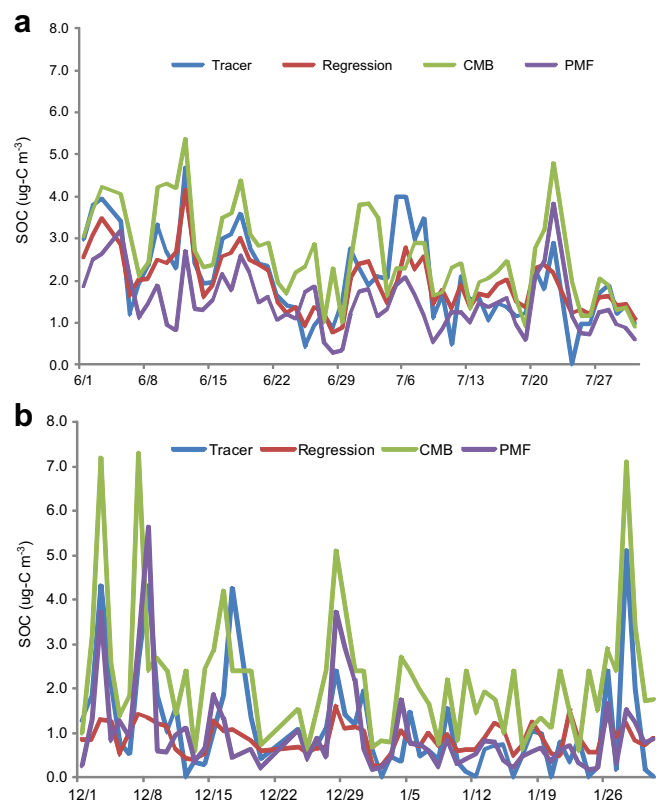 a
8.0
7.0
6.0
5.0
4.0
3.0
2.0
1.0
0.0
SOC (ug-C m-3)
Tracer Regression CMB PMF
6/1 6/8 6/15 6/22 6/29 7/6 7/13 7/20 7/27
b
8.0
7.0
6.0
5.0
4.0
3.0
2.0
1.0
0.0
SOC (ug-C m-3)
Tracer Regression CMB PMF
12/1 12/8 12/15 12/22 12/29 1/5 1/12 1/19 1/26